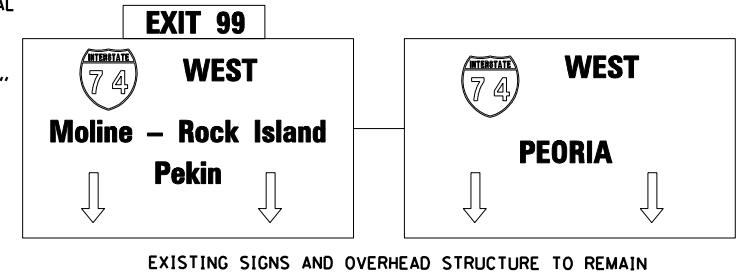 AL
EXIT 99
INTERSTATE
74
WEST
Moline – Rock Island
Pekin
INTERSTATE
74
WEST
PEORIA
EXISTING SIGNS AND OVERHEAD STRUCTURE TO REMAIN